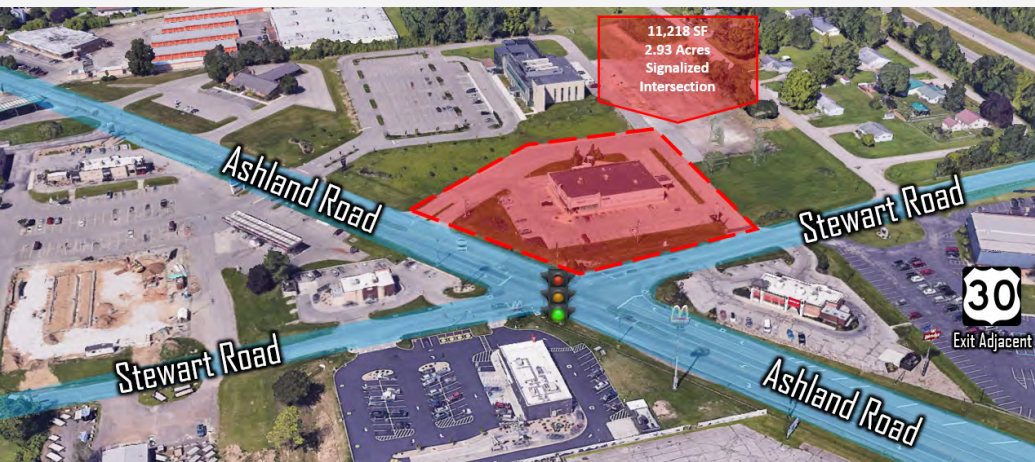 11,218 SF
2.93 Acres
Signalized
Intersection
Ashland Road
Stewart Road
30
Exit Adjacent
Stewart Road
Ashland Road